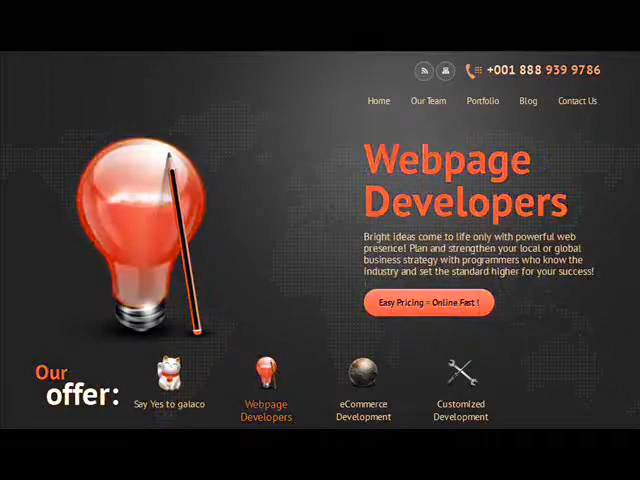 +001 888 939 9786
Home Our Team Portfolio Blog Contact Us
Webpage
Developers
Bright ideas come to life only with powerful web
presence! Plan and strengthen your local or global
business strategy with programmers who know the
Industry and set the standard higher for your success!
Easy Pricing = Online Fast !
Our
offer:
Say Yes to galaco
Webpage
Developers
eCommerce
Development
Customized
Development